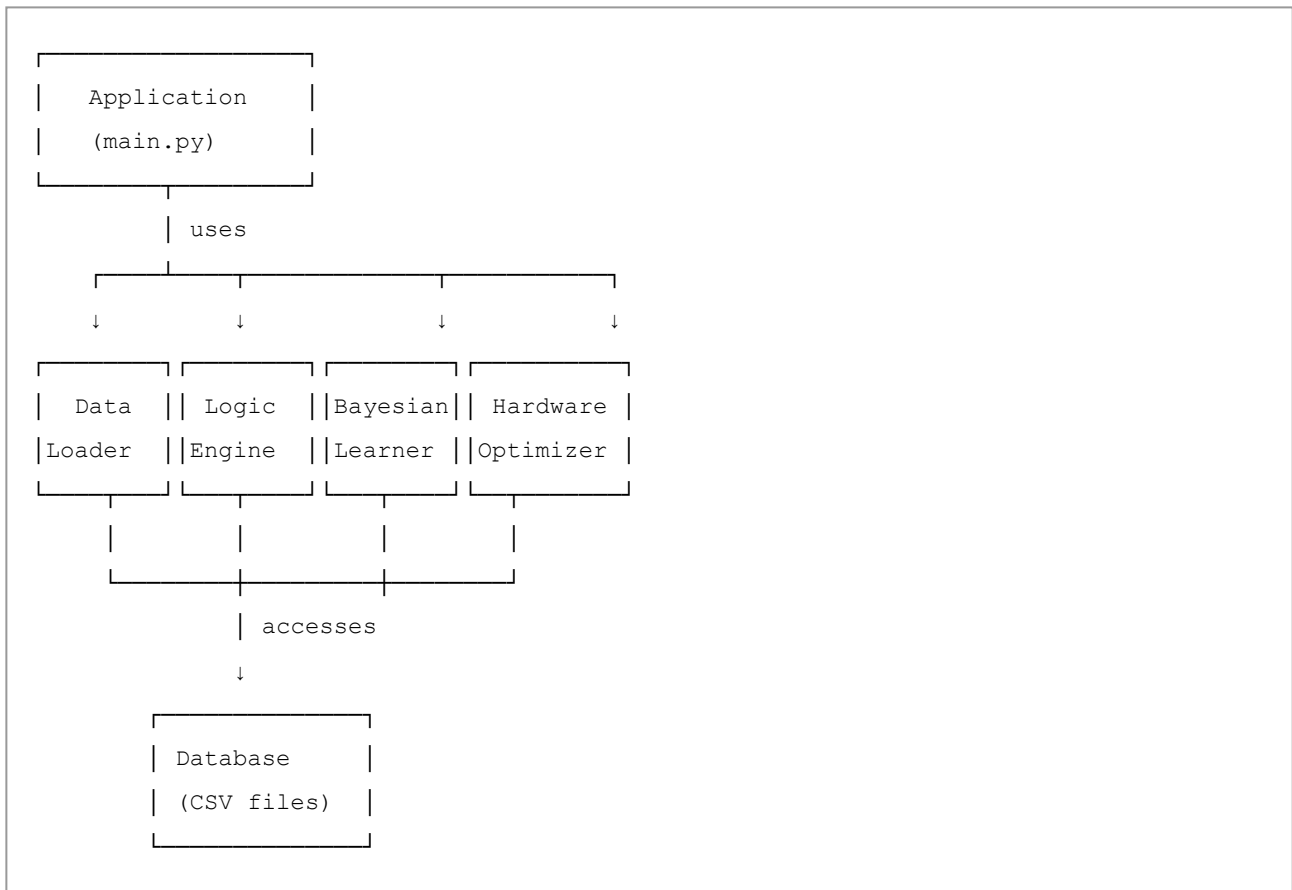 Application
(main.py)
uses
↓ ↓ ↓ ↓
Data Logic Bayesian Hardware
Loader Engine Learner Optimizer
accesses
↓
Database
(CSV files)